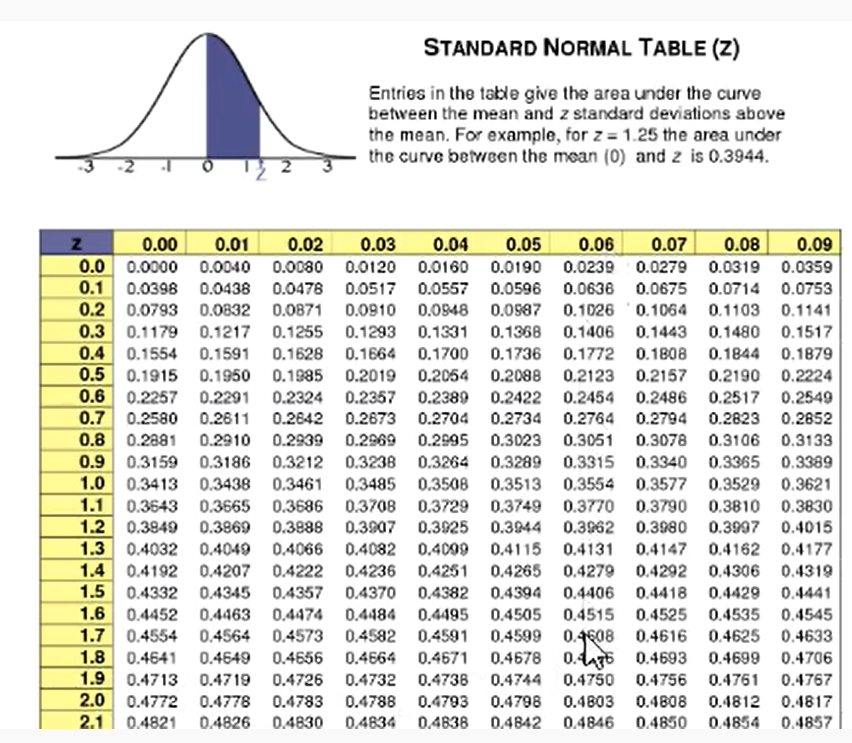 STANDARD NORMAL TABLE (Z)
Entries in the table give the area under the curve
between the mean and z standard deviations above
the mean. For example, for z = 1.25 the area under
the curve between the mean (0) and z is 0.3944.
-3 -2 -1 0 1 z 2 3
z 0.00 0.01 0.02 0.03 0.04 0.05 0.06 0.07 0.08 0.09
0.0 0.0000 0.0040 0.0080 0.0120 0.0160 0.0190 0.0239 0.0279 0.0319 0.0359
0.1 0.0398 0.0438 0.0478 0.0517 0.0557 0.0596 0.0636 0.0675 0.0714 0.0753
0.2 0.0793 0.0832 0.0871 0.0910 0.0948 0.0987 0.1026 0.1064 0.1103 0.1141
0.3 0.1179 0.1217 0.1255 0.1293 0.1331 0.1368 0.1406 0.1443 0.1480 0.1517
0.4 0.1554 0.1591 0.1628 0.1664 0.1700 0.1736 0.1772 0.1808 0.1844 0.1879
0.5 0.1915 0.1950 0.1985 0.2019 0.2054 0.2088 0.2123 0.2157 0.2190 0.2224
0.6 0.2257 0.2291 0.2324 0.2357 0.2389 0.2422 0.2454 0.2486 0.2517 0.2549
0.7 0.2580 0.2611 0.2642 0.2673 0.2704 0.2734 0.2764 0.2794 0.2823 0.2852
0.8 0.2881 0.2910 0.2939 0.2969 0.2995 0.3023 0.3051 0.3078 0.3106 0.3133
0.9 0.3159 0.3186 0.3212 0.3238 0.3264 0.3289 0.3315 0.3340 0.3365 0.3389
1.0 0.3413 0.3438 0.3461 0.3485 0.3508 0.3513 0.3554 0.3577 0.3529 0.3621
1.1 0.3643 0.3665 0.3686 0.3708 0.3729 0.3749 0.3770 0.3790 0.3810 0.3830
1.2 0.3849 0.3869 0.3888 0.3907 0.3925 0.3944 0.3962 0.3980 0.3997 0.4015
1.3 0.4032 0.4049 0.4066 0.4082 0.4099 0.4115 0.4131 0.4147 0.4162 0.4177
1.4 0.4192 0.4207 0.4222 0.4236 0.4251 0.4265 0.4279 0.4292 0.4306 0.4319
1.5 0.4332 0.4345 0.4357 0.4370 0.4382 0.4394 0.4406 0.4418 0.4429 0.4441
1.6 0.4452 0.4463 0.4474 0.4484 0.4495 0.4505 0.4515 0.4525 0.4535 0.4545
1.7 0.4554 0.4564 0.4573 0.4582 0.4591 0.4599 0.4616 0.4625 0.4633
1.8 0.4641 0.4649 0.4656 0.4664 0.4671 0.4678 0.4693 0.4699 0.4706
1.9 0.4713 0.4719 0.4726 0.4732 0.4738 0.4744 0.4750 0.4756 0.4761 0.4767
2.0 0.4772 0.4778 0.4783 0.4788 0.4793 0.4798 0.4803 0.4808 0.4812 0.4817
2.1 0.4821 0.4826 0.4830 0.4834 0.4838 0.4842 0.4846 0.4850 0.4854 0.4857